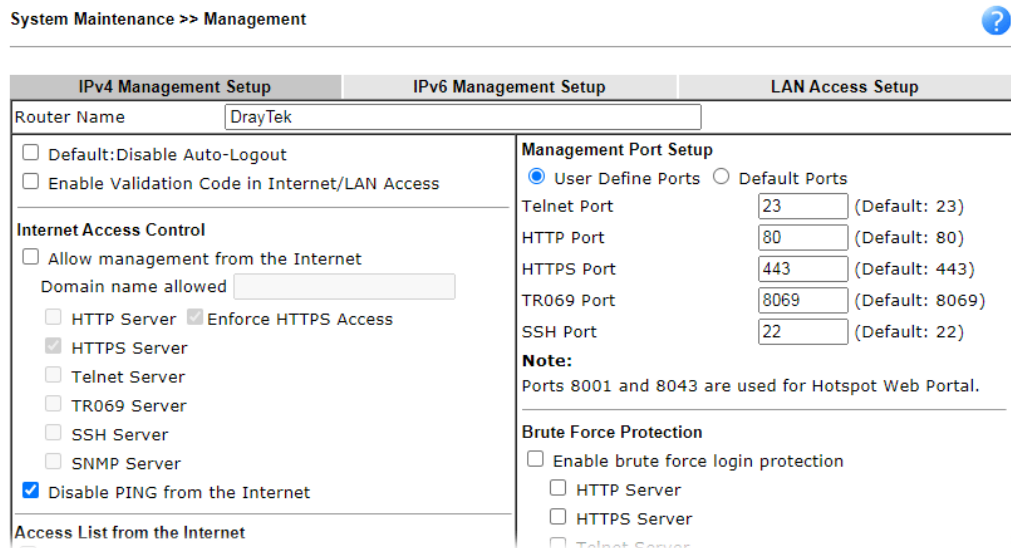 System Maintenance >> Management
?
IPv4 Management Setup
IPv6 Management Setup
LAN Access Setup
Router Name
DrayTek
Default:Disable Auto-Logout
Enable Validation Code in Internet/LAN Access
Internet Access Control
Allow management from the Internet
Domain name allowed
HTTP Server Enforce HTTPS Access
HTTPS Server
Telnet Server
TR069 Server
SSH Server
SNMP Server
Disable PING from the Internet
Access List from the Internet
Management Port Setup
User Define Ports Default Ports
Telnet Port 23 (Default: 23)
HTTP Port 80 (Default: 80)
HTTPS Port 443 (Default: 443)
TR069 Port 8069 (Default: 8069)
SSH Port 22 (Default: 22)
Note:
Ports 8001 and 8043 are used for Hotspot Web Portal.
Brute Force Protection
Enable brute force login protection
HTTP Server
HTTPS Server
Telnet Server